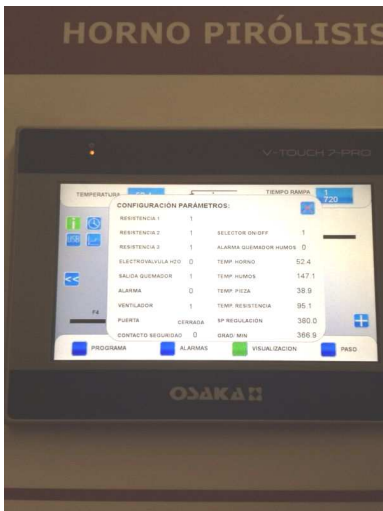 HORNO PIRÓLISIS
V-TOUCH 7-PRO
TEMPERATURA
TIEMPO RAMPA 1
720
CONFIGURACIÓN PARÁMETROS:
RESISTENCIA 1 1
RESISTENCIA 2 1 SELECTOS ON/OFF 1
RESISTENCIA 3 1 ALARMA QUEMADOR HUMOS 0
ELECTROVALVULA H2O 0 TEMP. HORNO 52.4
SALIDA QUEMADOR 1 TEMP. HUMOS 147.1
ALARMA 0 TEMP. PIEZA 38.9
VENTILADOR 1 TEMP. RESISTENCIA 95.1
PUERTA CERRADA SP REGULACIÓN 380.0
CONTACTO SEGURIDAD 0 GRAD/ MIN 366.9
<<
F4
PROGRAMA ALARMAS VISUALIZACION PASO
OSAKA